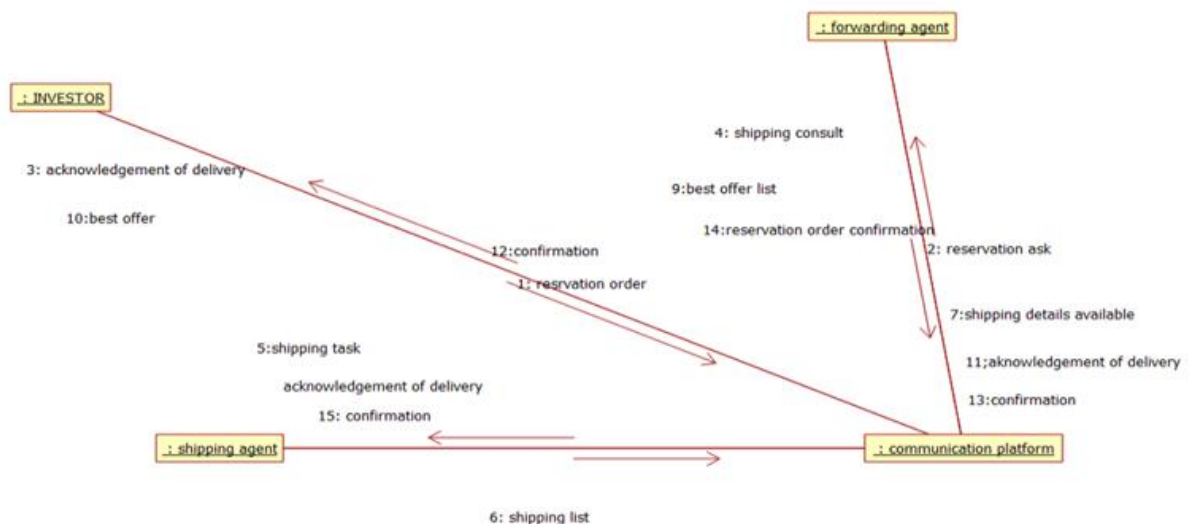 : forwarding agent
: INVESTOR
4: shipping consult
3: acknowledgement of delivery
9:best offer list
10:best offer
14:reservation order confirmation
12:confirmation
2: reservation ask
1: resrvation order
7:shipping details available
5:shipping task
11;aknowledgement of delivery
acknowledgement of delivery
13:confirmation
15: confirmation
: shipping agent
: communication platform
6: shipping list